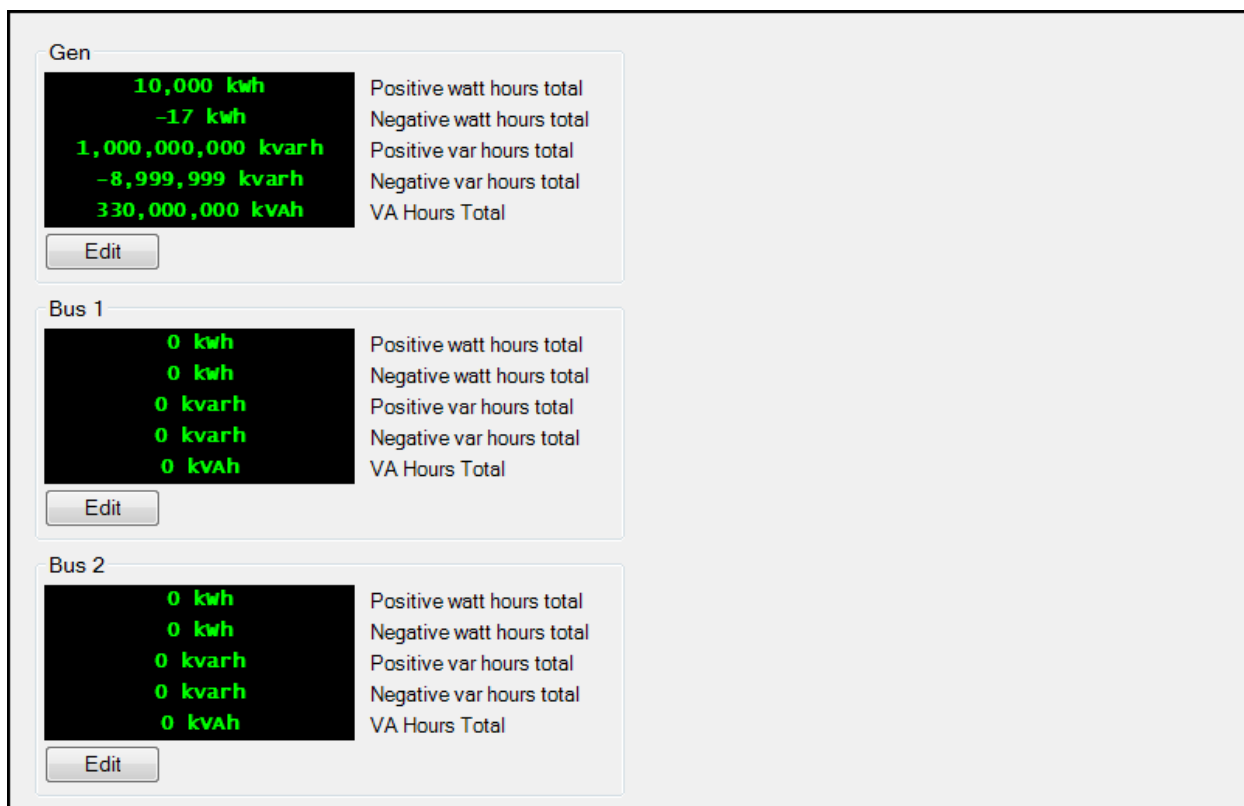 Gen
10,000 kWh Positive watt hours total
-17 kWh Negative watt hours total
1,000,000,000 kvarh Positive var hours total
-8,999,999 kvarh Negative var hours total
330,000,000 kVAh VA Hours Total
Edit
Bus 1
0 kWh Positive watt hours total
0 kWh Negative watt hours total
0 kvarh Positive var hours total
0 kvarh Negative var hours total
0 kVAh VA Hours Total
Edit
Bus 2
0 kWh Positive watt hours total
0 kWh Negative watt hours total
0 kvarh Positive var hours total
0 kvarh Negative var hours total
0 kVAh VA Hours Total
Edit